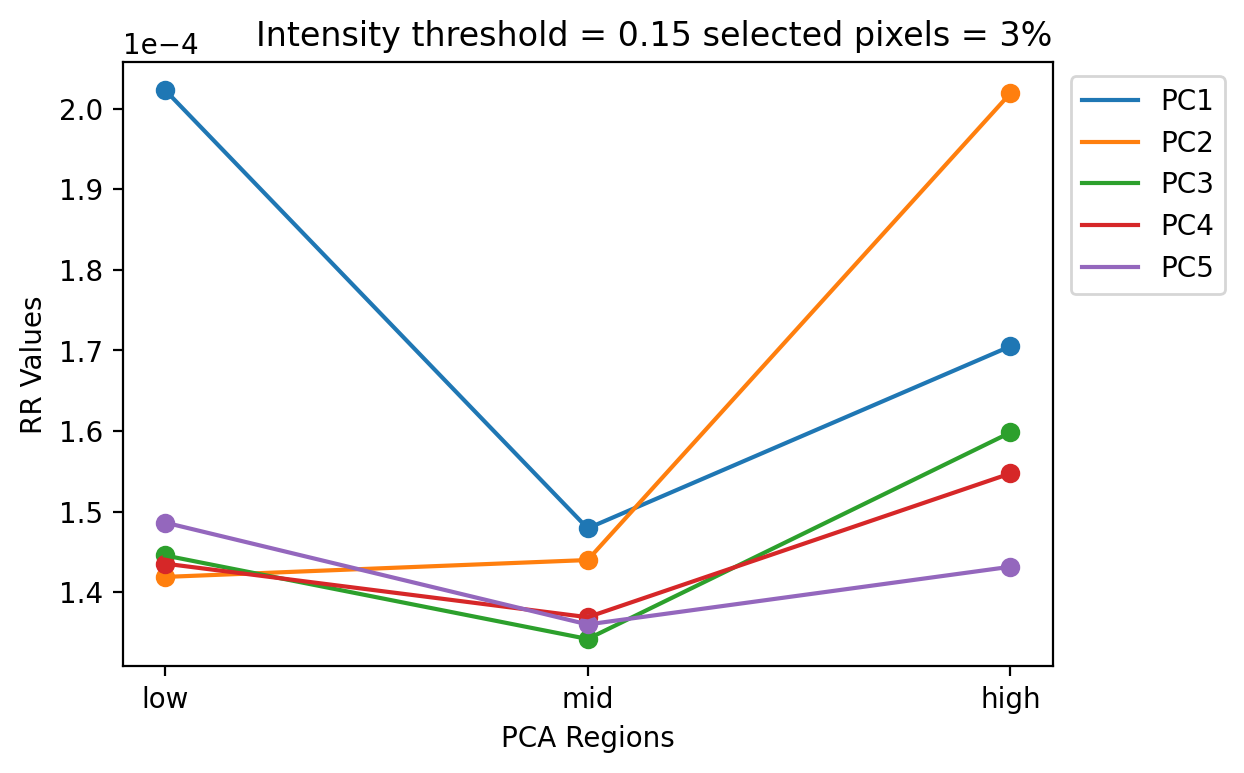 1e−4
Intensity threshold = 0.15 selected pixels = 3%
2.0
1.9
1.8
1.7
1.6
1.5
1.4
RR Values
low
mid
high
PCA Regions
PC1
PC2
PC3
PC4
PC5